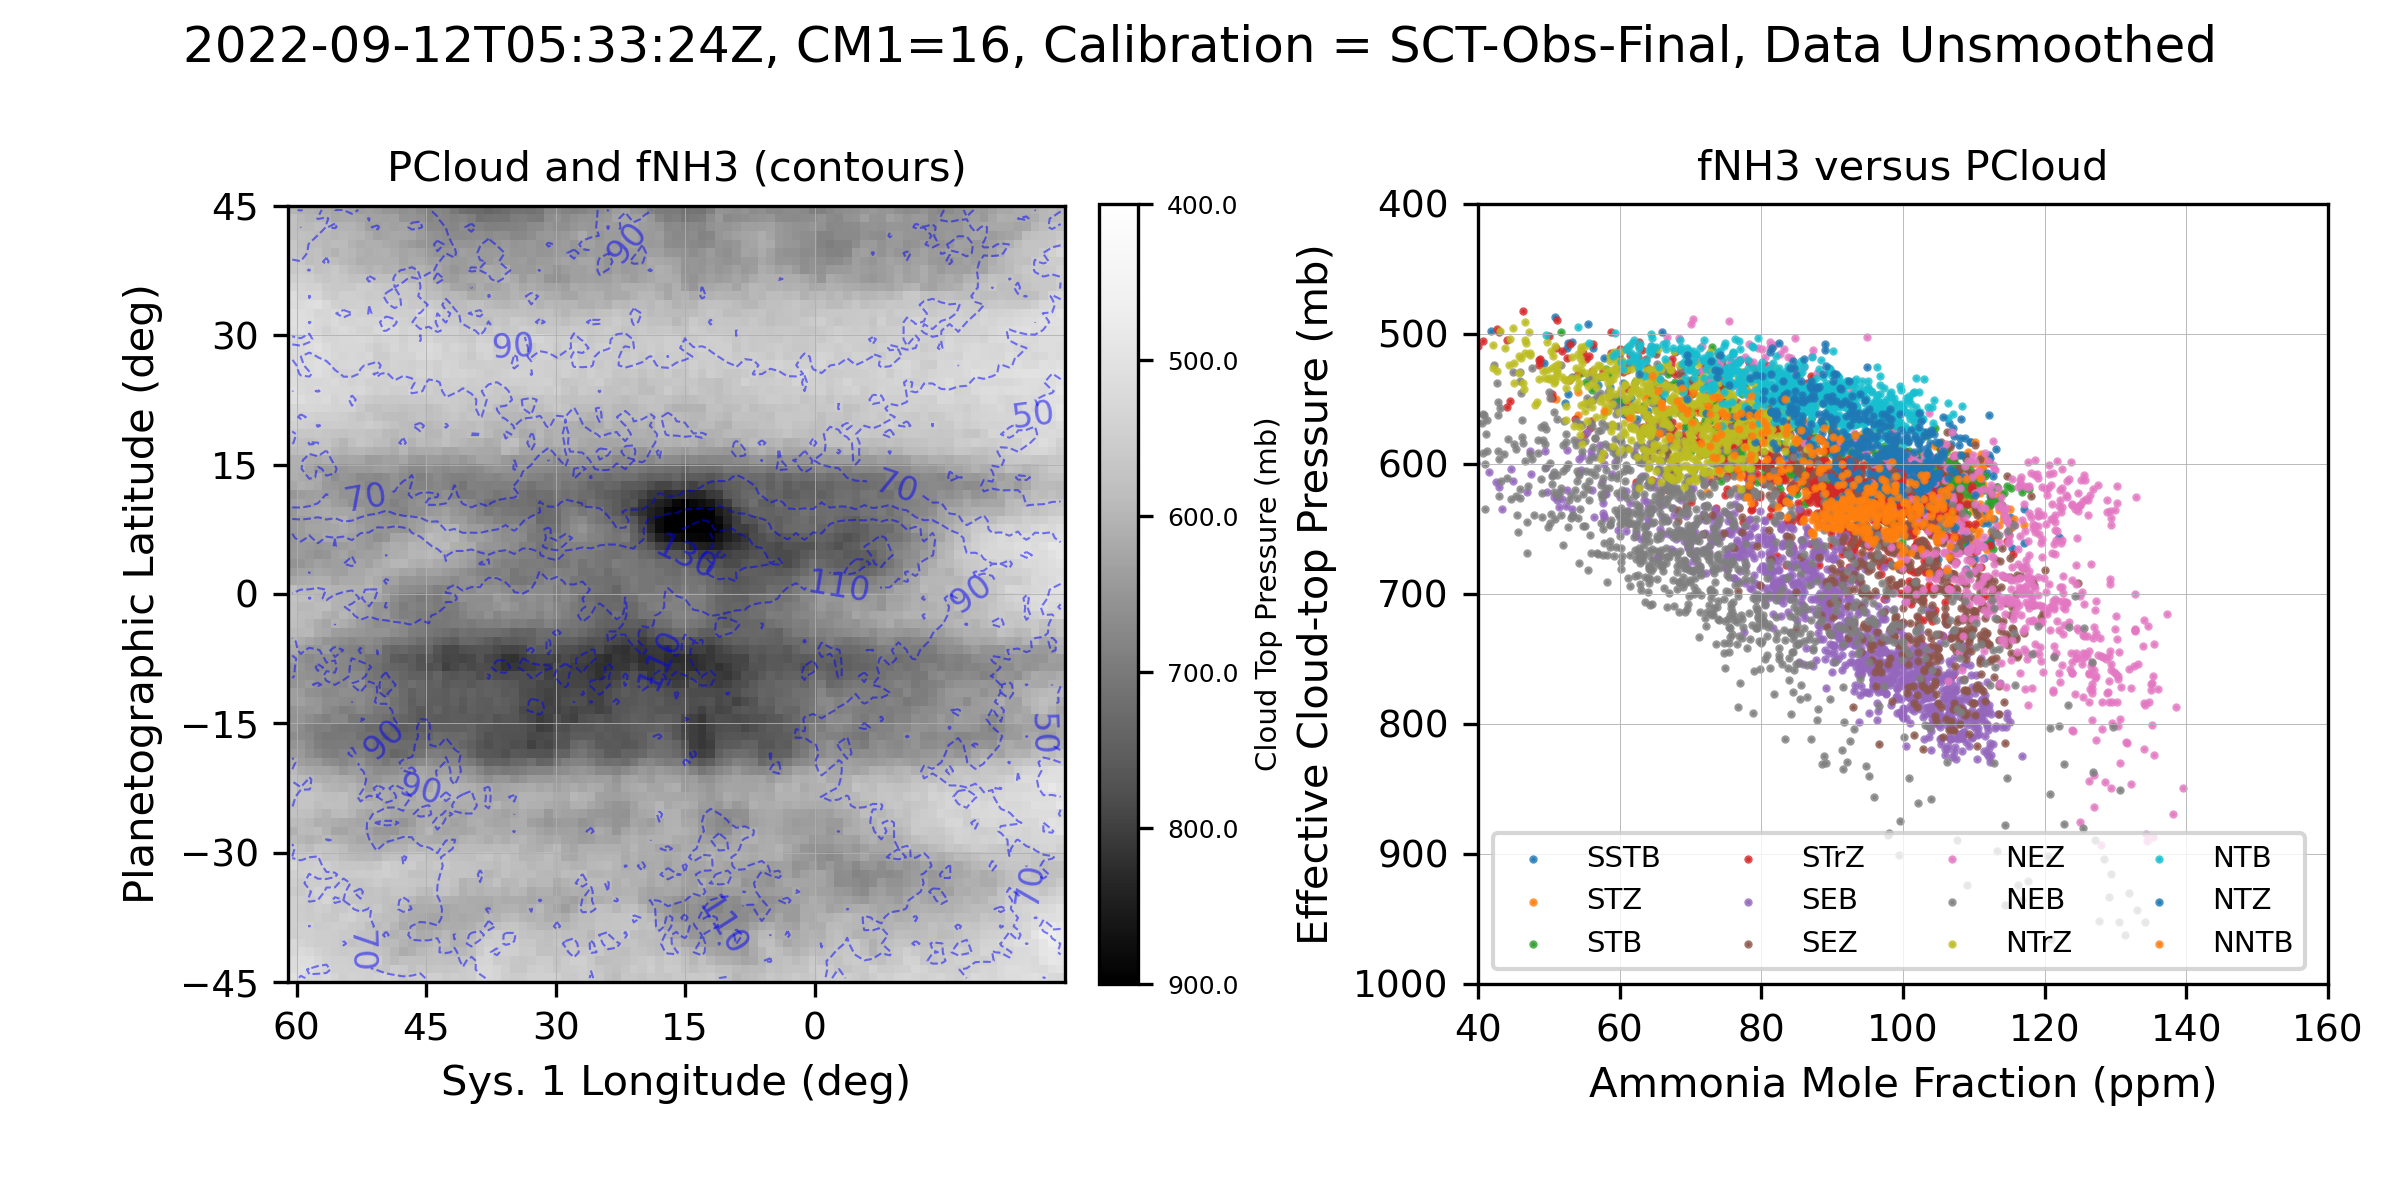 2022-09-12T05:33:24Z, CM1=16, Calibration = SCT-Obs-Final, Data Unsmoothed
PCloud and fNH3 (contours)
45
30
15
0
−15
−30
−45
Planetographic Latitude (deg)
90
90
50
70
70
130
110
90
110
90
90
50
110
70
70
60
45
30
15
0
Sys. 1 Longitude (deg)
400.0
500.0
600.0
700.0
800.0
900.0
Cloud Top Pressure (mb)
fNH3 versus PCloud
400
500
600
700
800
900
1000
Effective Cloud-top Pressure (mb)
SSTB
STZ
STB
STrZ
SEB
SEZ
NEZ
NEB
NTrZ
NTB
NTZ
NNTB
40
60
80
100
120
140
160
Ammonia Mole Fraction (ppm)